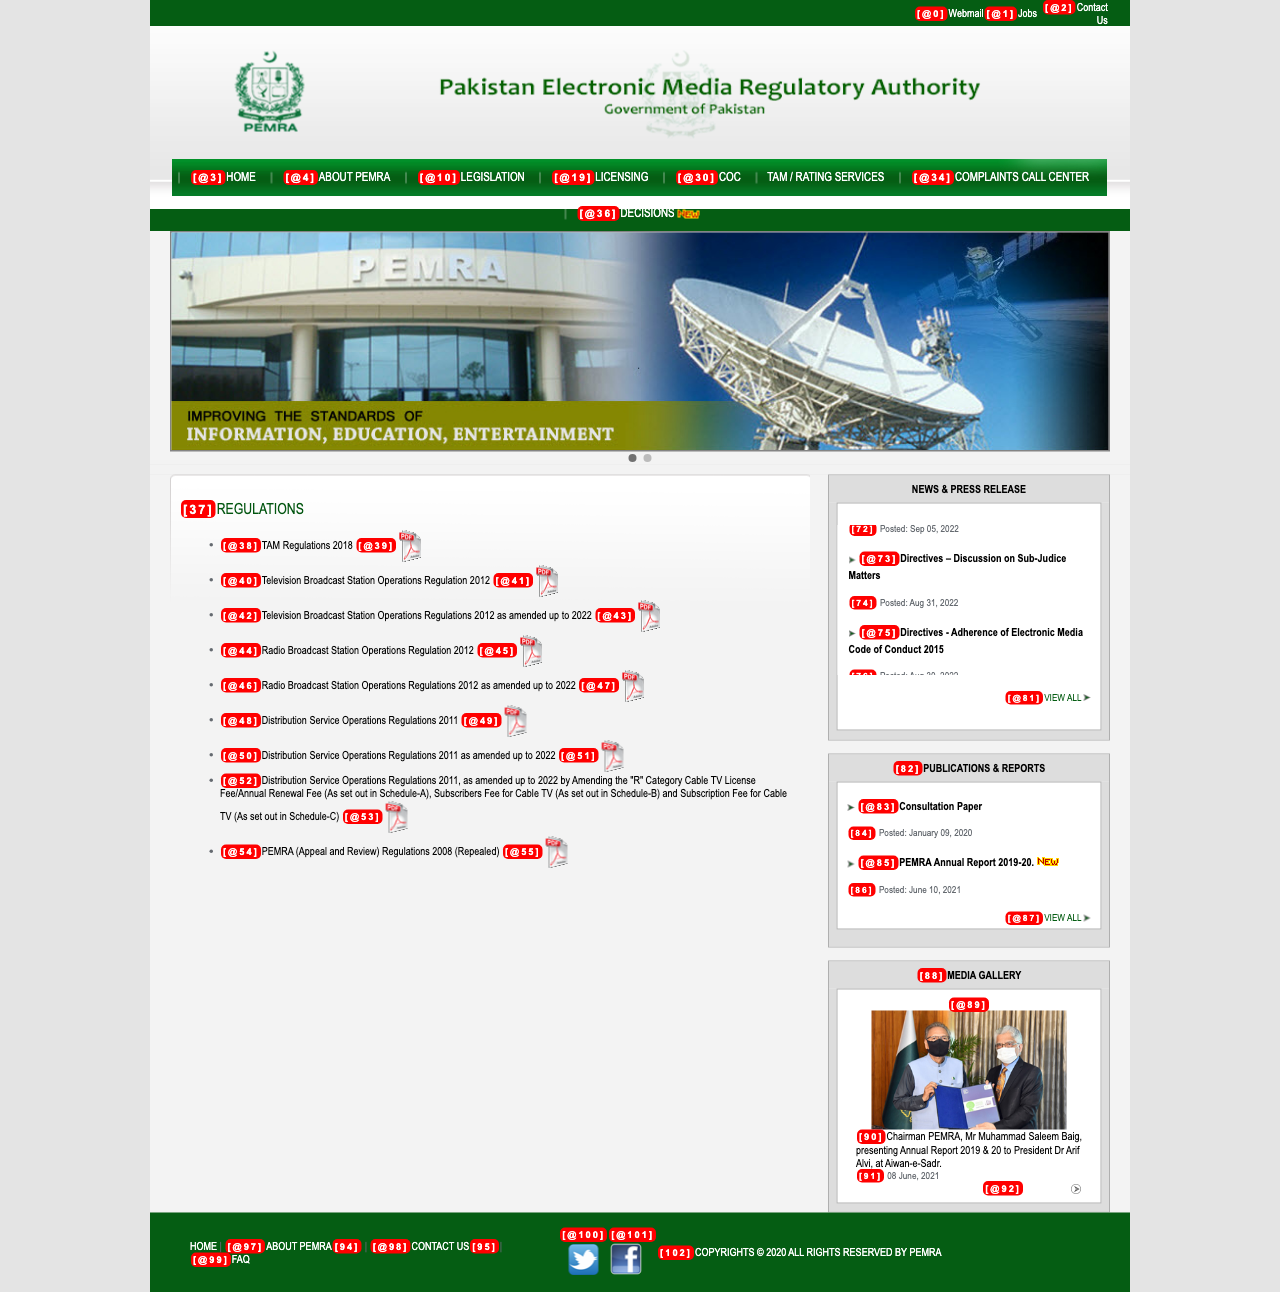 [@0] Webmail [@1] Jobs [@2] Contact Us
PEMRA
Pakistan Electronic Media Regulatory Authority
Government of Pakistan
[@3] HOME [@4] ABOUT PEMRA [@10] LEGISLATION [@19] LICENSING [@30] COC TAM / RATING SERVICES [@34] COMPLAINTS CALL CENTER
[@36] DECISIONS NEW
PEMRA
IMPROVING THE STANDARDS OF
INFORMATION, EDUCATION, ENTERTAINMENT
[37] REGULATIONS
[@38] TAM Regulations 2018 [@39] PDF
[@40] Television Broadcast Station Operations Regulation 2012 [@41] PDF
[@42] Television Broadcast Station Operations Regulations 2012 as amended up to 2022 [@43] PDF
[@44] Radio Broadcast Station Operations Regulation 2012 [@45] PDF
[@46] Radio Broadcast Station Operations Regulations 2012 as amended up to 2022 [@47] PDF
[@48] Distribution Service Operations Regulations 2011 [@49] PDF
[@50] Distribution Service Operations Regulations 2011 as amended up to 2022 [@51] PDF
[@52] Distribution Service Operations Regulations 2011, as amended up to 2022 by Amending the "R" Category Cable TV License
Fee/Annual Renewal Fee (As set out in Schedule-A), Subscribers Fee for Cable TV (As set out in Schedule-B) and Subscription Fee for Cable
TV (As set out in Schedule-C) [@53] PDF
[@54] PEMRA (Appeal and Review) Regulations 2008 (Repealed) [@55] PDF
NEWS & PRESS RELEASE
[72] Posted: Sep 05, 2022
[@73] Directives – Discussion on Sub-Judice
Matters
[74] Posted: Aug 31, 2022
[@75] Directives - Adherence of Electronic Media
Code of Conduct 2015
Posted: Aug 30, 2022
[@81] VIEW ALL
[82] PUBLICATIONS & REPORTS
[@83] Consultation Paper
[84] Posted: January 09, 2020
[@85] PEMRA Annual Report 2019-20. NEW
[86] Posted: June 10, 2021
[@87] VIEW ALL
[88] MEDIA GALLERY
[@89]
[90] Chairman PEMRA, Mr Muhammad Saleem Baig,
presenting Annual Report 2019 & 20 to President Dr Arif
Alvi, at Aiwan-e-Sadr.
[91] 08 June, 2021
[@92]
HOME | [@97] ABOUT PEMRA [94] | [@98] CONTACT US [95] |
[@99] FAQ
[@100] [@101]
[102] COPYRIGHTS © 2020 ALL RIGHTS RESERVED BY PEMRA